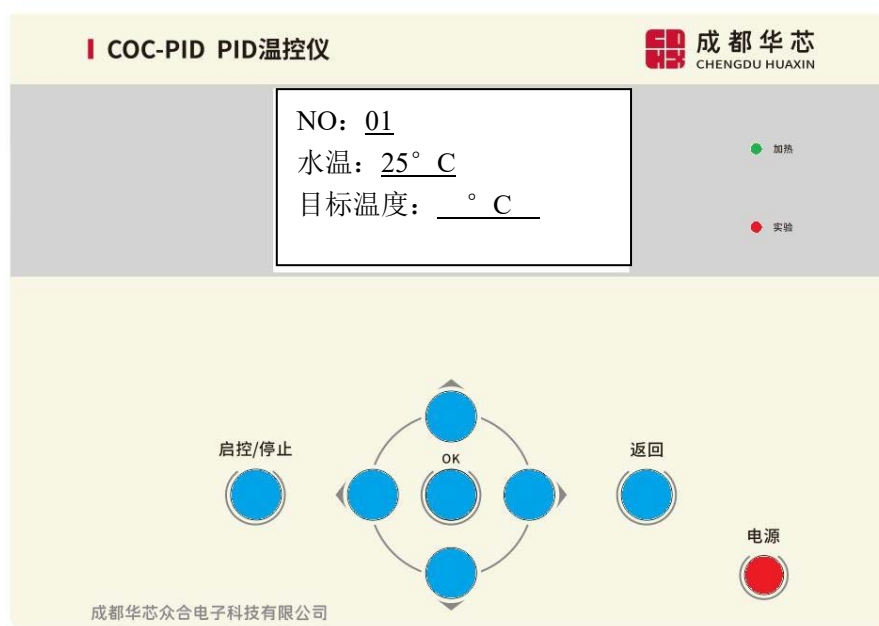 COC-PID PID温控仪
成都华芯
CHENGDU HUAXIN
NO：01
水温：25°C
目标温度：  °C
加热
实验
启控/停止
OK
返回
电源
成都华芯众合电子科技有限公司